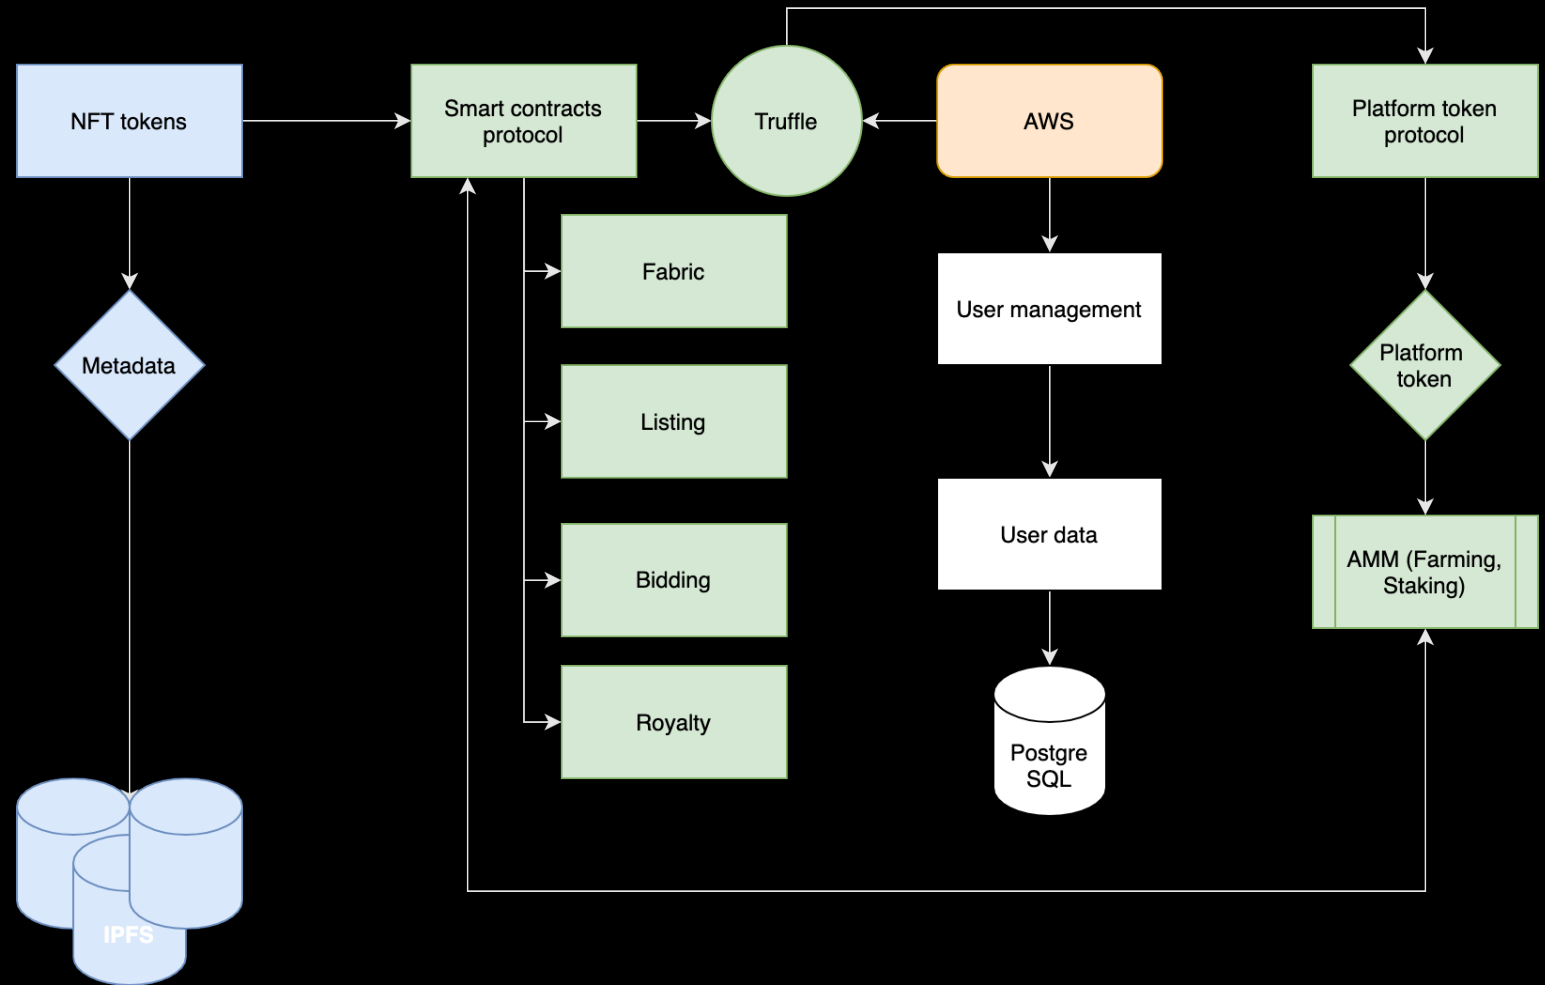 NFT tokens
Smart contracts
protocol
Truffle
AWS
Platform token
protocol
Fabric
User management
Metadata
Platform
token
Listing
User data
AMM (Farming,
Staking)
Bidding
Royalty
Postgre
SQL
IPFS